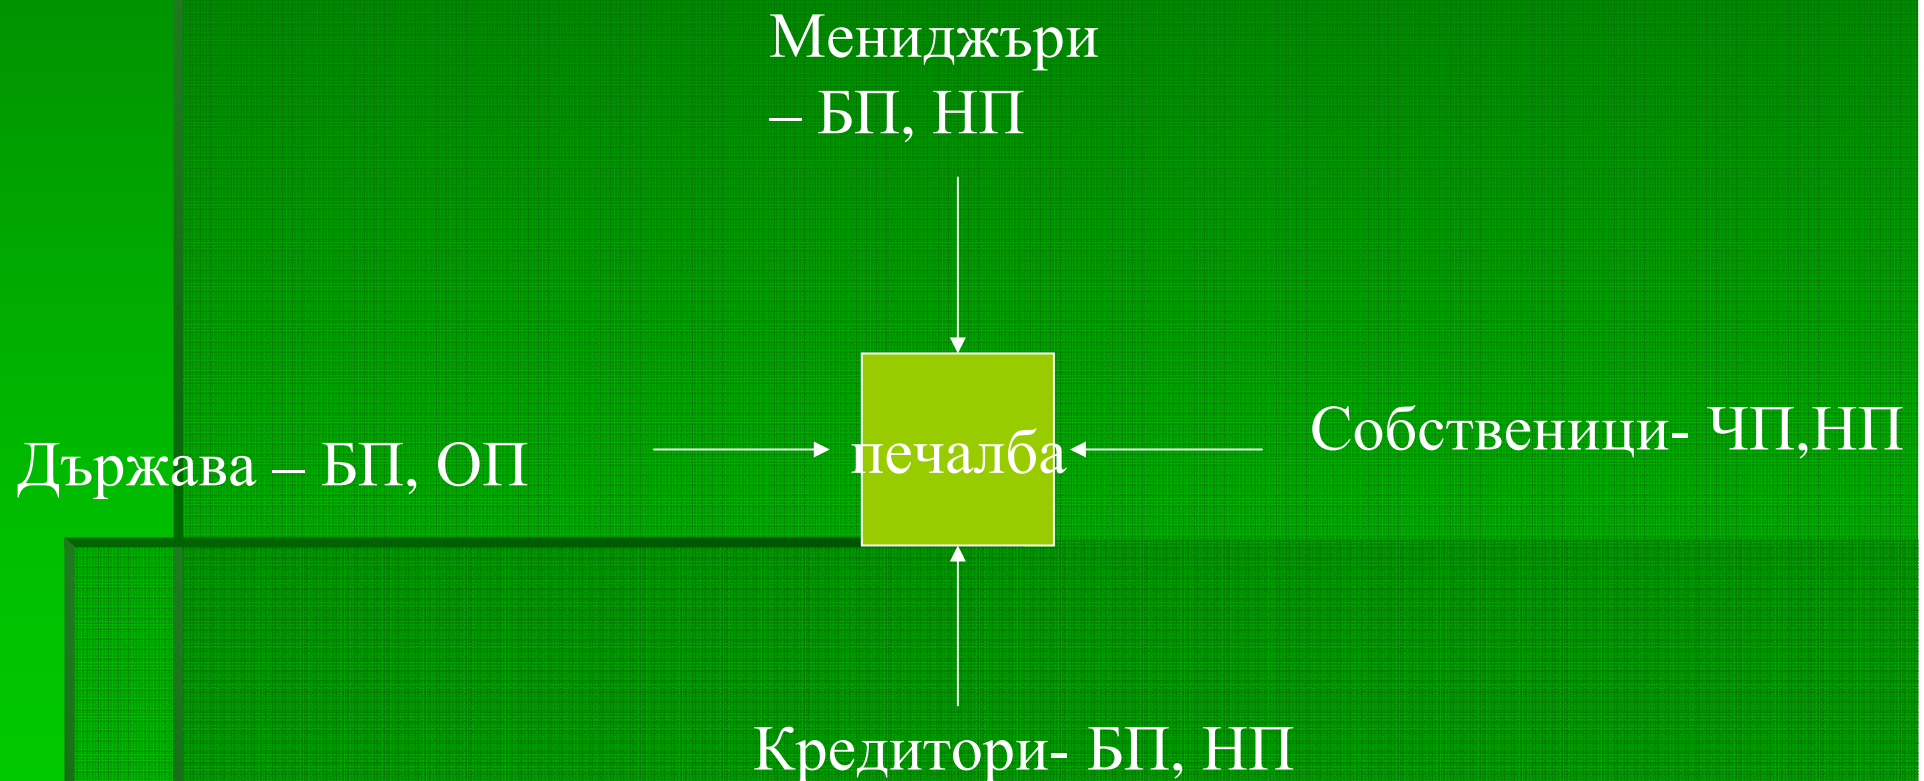 Мениджъри
– БП, НП
Държава – БП, ОП
печалба
Собственици- ЧП,НП
Кредитори- БП, НП